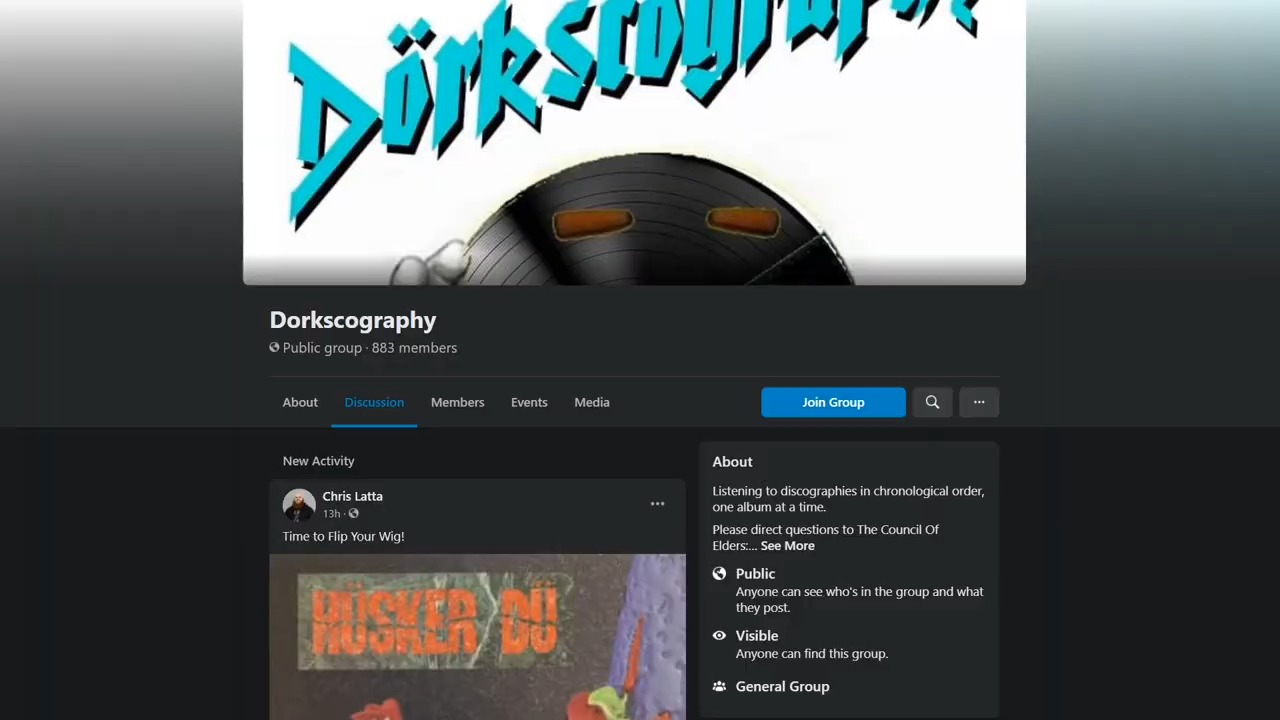 Dörkscography
Dorkscography
Public group · 883 members
About
Discussion
Members
Events
Media
Join Group
New Activity
Chris Latta
13h ·
Time to Flip Your Wig!
HÜSKER DÜ
About
Listening to discographies in chronological order,
one album at a time.
Please direct questions to The Council Of
Elders:... See More
Public
Anyone can see who's in the group and what
they post.
Visible
Anyone can find this group.
General Group